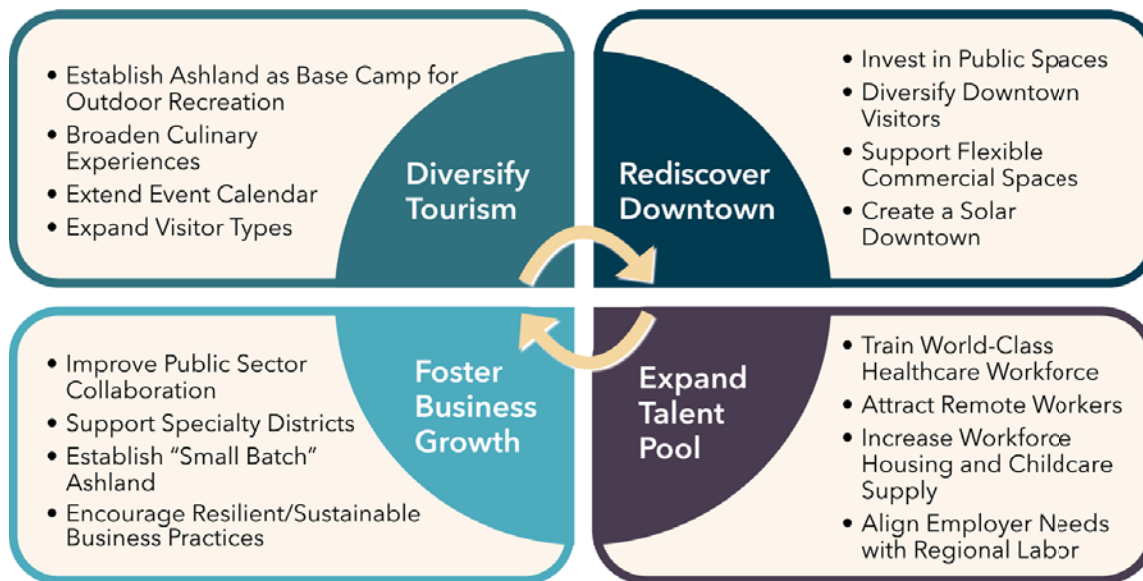 • Establish Ashland as Base Camp for
Outdoor Recreation
• Broaden Culinary
Experiences
• Extend Event Calendar
• Expand Visitor Types
Diversify
Tourism
Rediscover
Downtown
• Invest in Public Spaces
• Diversify Downtown
Visitors
• Support Flexible
Commercial Spaces
• Create a Solar
Downtown
• Improve Public Sector
Collaboration
• Support Specialty Districts
• Establish “Small Batch”
Ashland
• Encourage Resilient/Sustainable
Business Practices
Foster
Business
Growth
Expand
Talent
Pool
• Train World-Class
Healthcare Workforce
• Attract Remote Workers
• Increase Workforce
Housing and Childcare
Supply
• Align Employer Needs
with Regional Labor